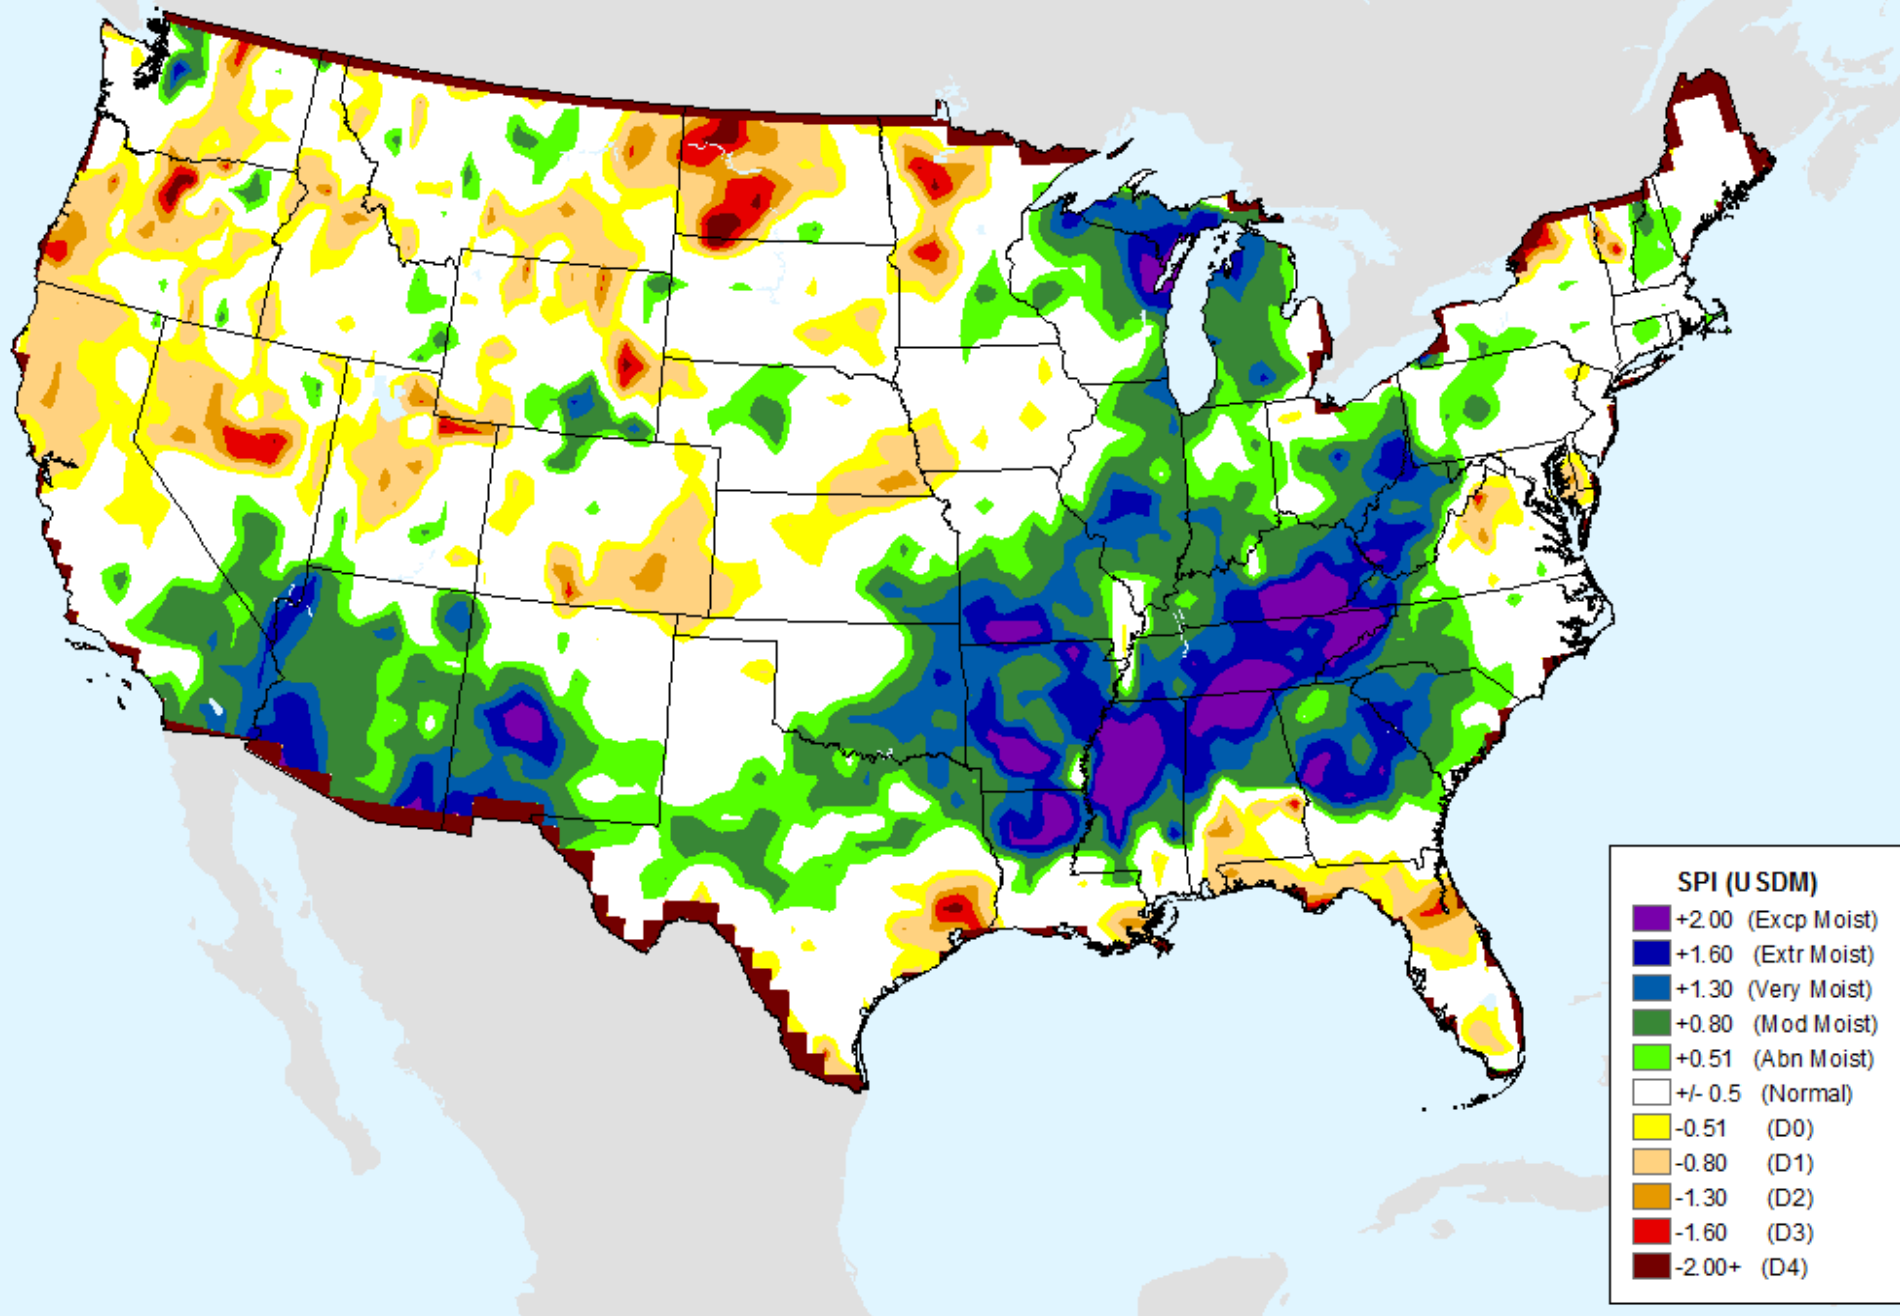 SPI (USDM)
+2.00 (Excp Moist)
+1.60 (Extr Moist)
+1.30 (Very Moist)
+0.80 (Mod Moist)
+0.51 (Abn Moist)
+/- 0.5 (Normal)
-0.51 (D0)
-0.80 (D1)
-1.30 (D2)
-1.60 (D3)
-2.00+ (D4)